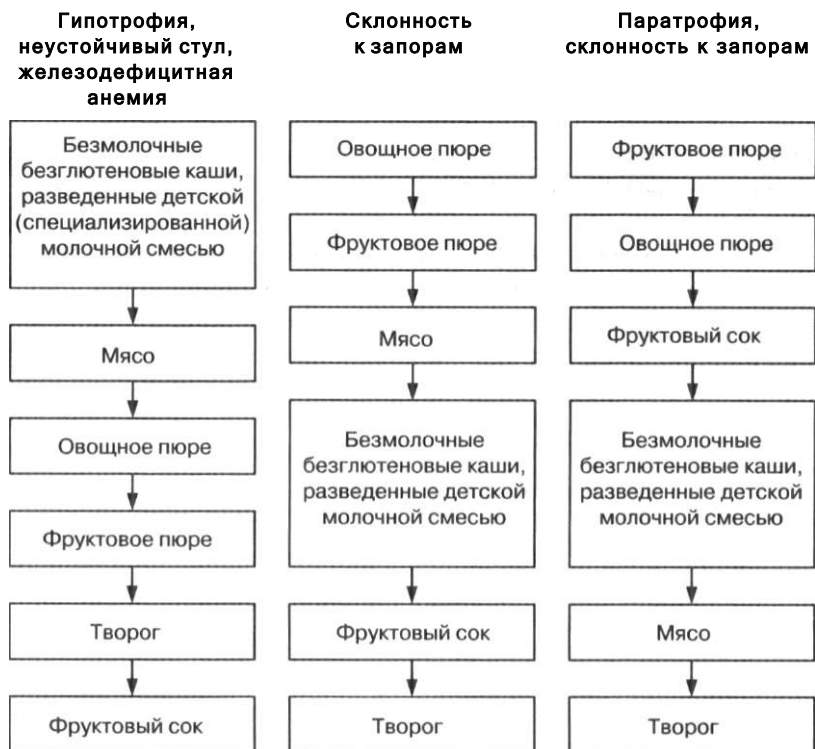 Гипотрофия,
неустойчивый стул,
железодефицитная
анемия
Безмолочные
безглютеновые каши,
разведенные детской
(специализированной)
молочной смесью
Мясо
Овощное пюре
Фруктовое пюре
Творог
Фруктовый сок
Склонность
к запорам
Овощное пюре
Фруктовое пюре
Мясо
Безмолочные
безглютеновые каши,
разведенные детской
молочной смесью
Фруктовый сок
Творог
Паратрофия,
склонность к запорам
Фруктовое пюре
Овощное пюре
Фруктовый сок
Безмолочные
безглютеновые каши,
разведенные детской
молочной смесью
Мясо
Творог